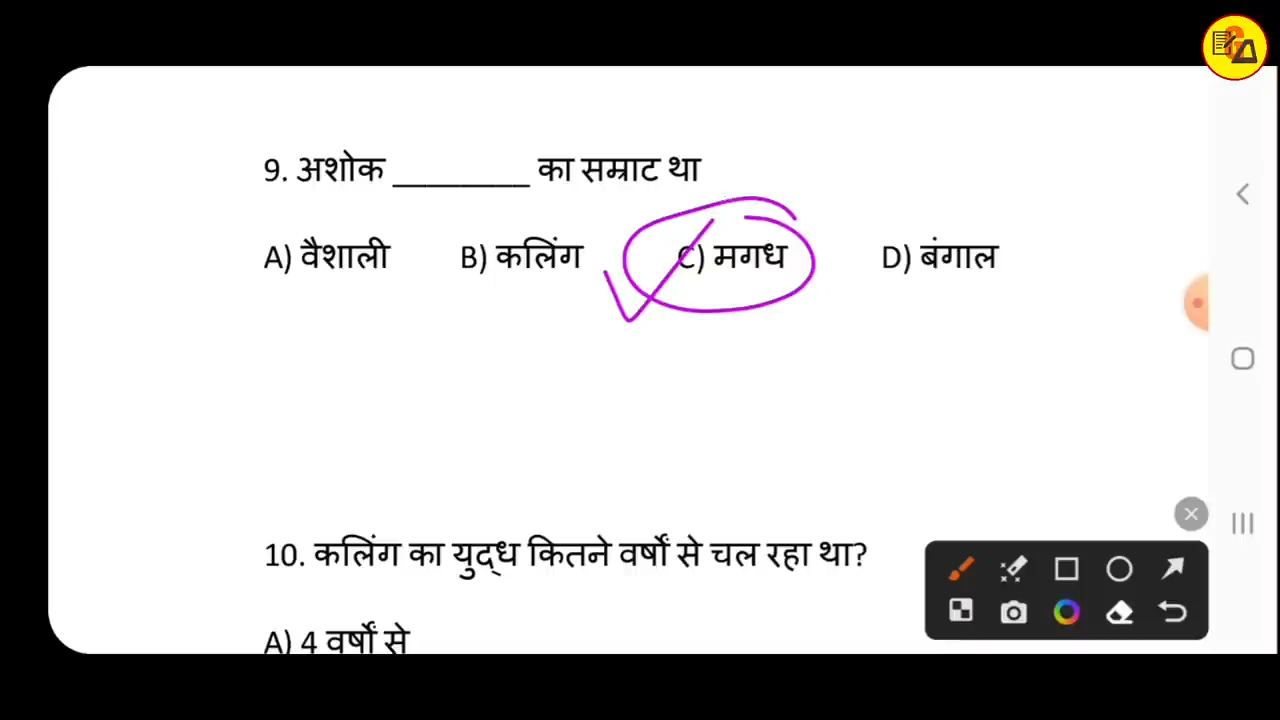 9. अशोक ________ का सम्राट था
A) वैशाली B) कलिंग C) मगध D) बंगाल
10. कलिंग का युद्ध कितने वर्षों से चल रहा था?
A) 4 वर्षों से